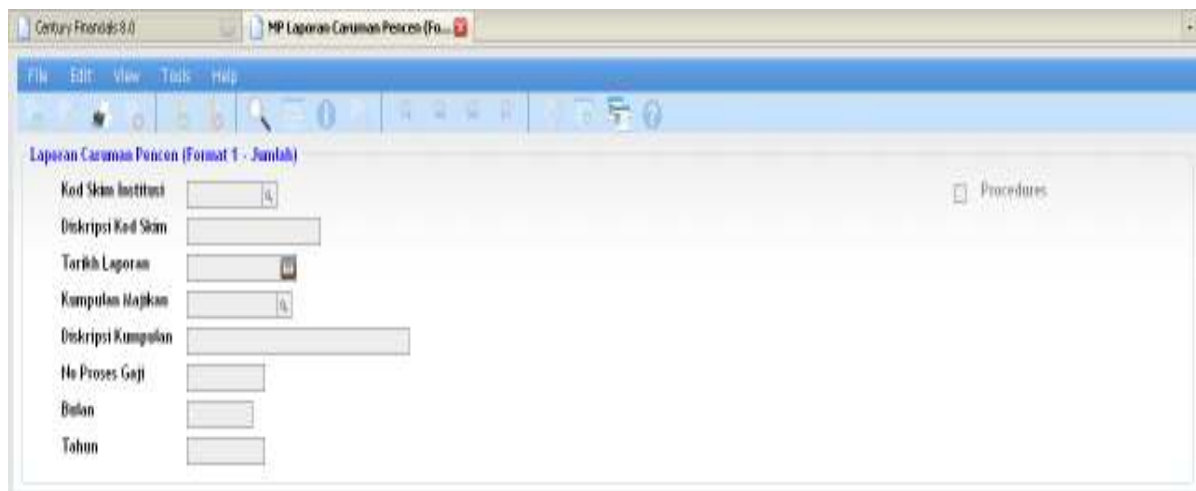 Century Financials 8.0
MP Laporan Caruman Pencen (Fo...
File Edit View Tools Help
Laporan Caruman Pencen (Format 1 - Jumlah)
Kod Skim Institusi
Procedures
Diskripsi Kod Skim
Tarikh Laporan
Kumpulan Majikan
Diskripsi Kumpulan
No Proses Gaji
Bulan
Tahun